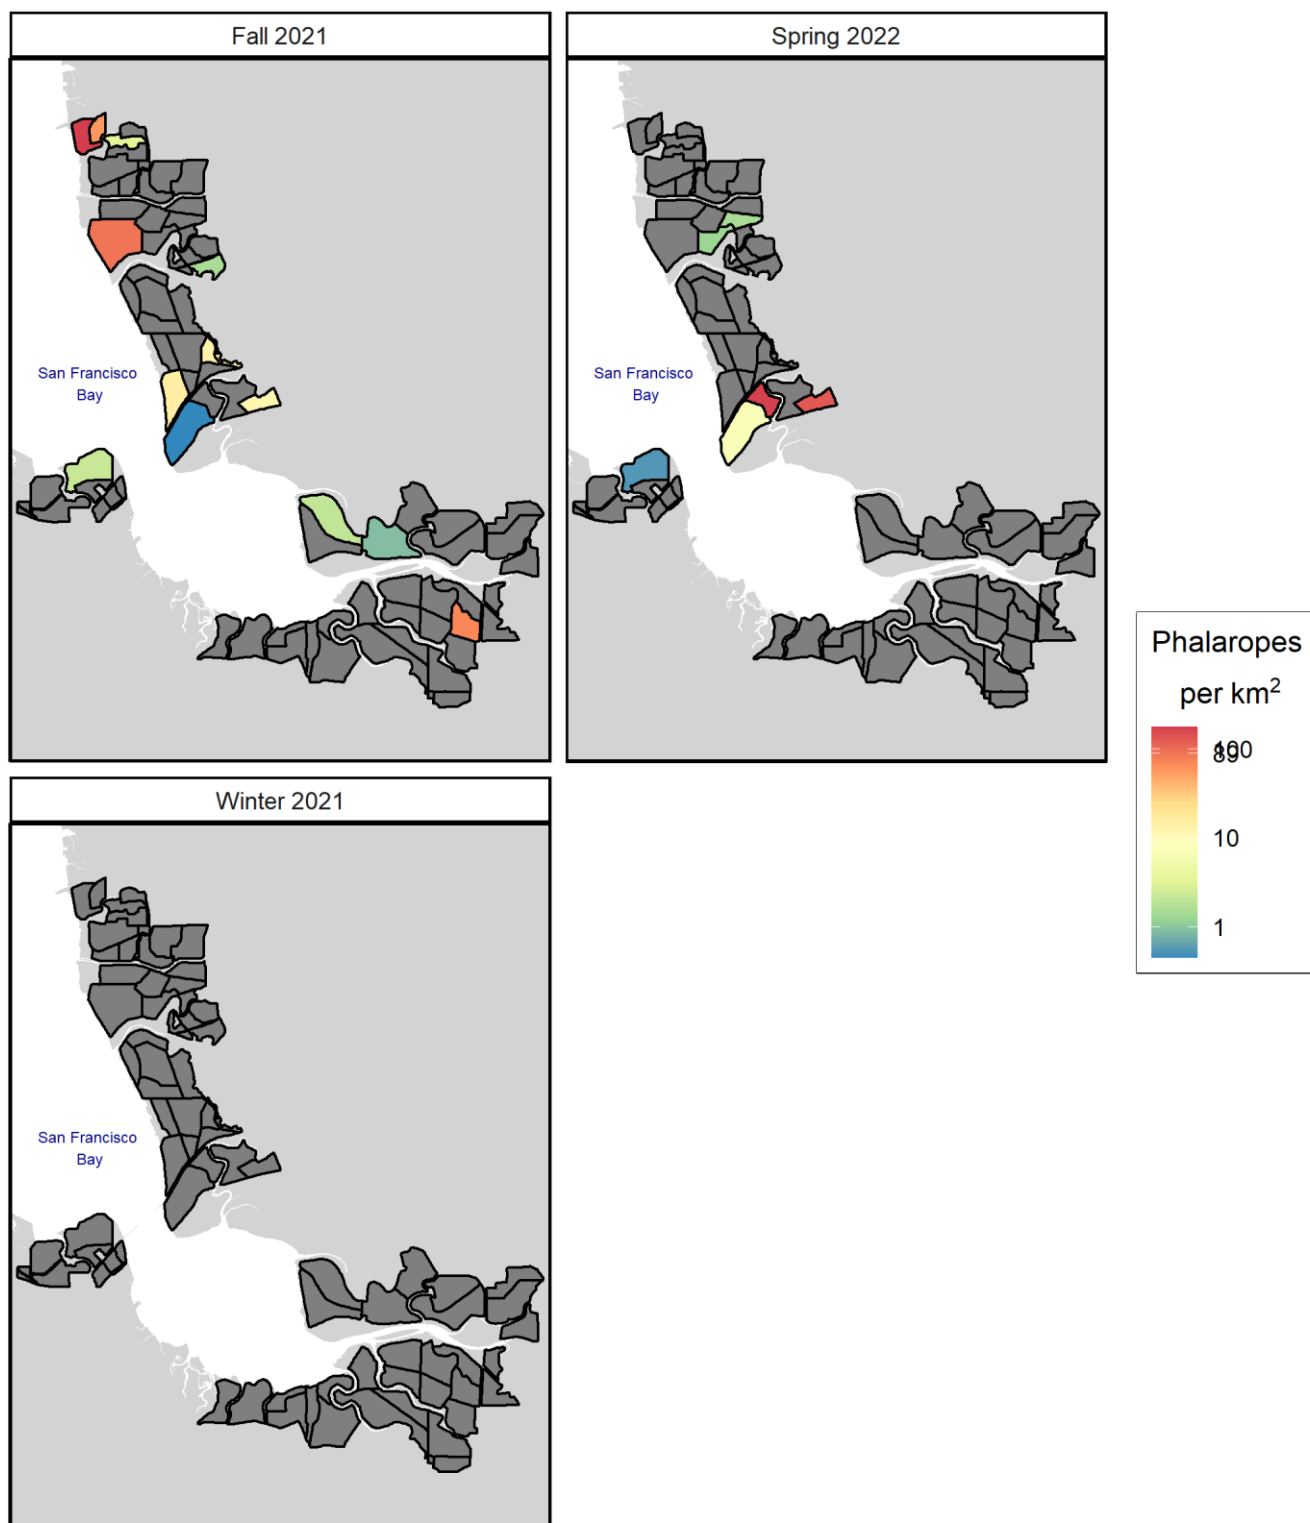 Fall 2021
Spring 2022
San Francisco
Bay
San Francisco
Bay
Phalaropes
per km²
10
1
Winter 2021
San Francisco
Bay